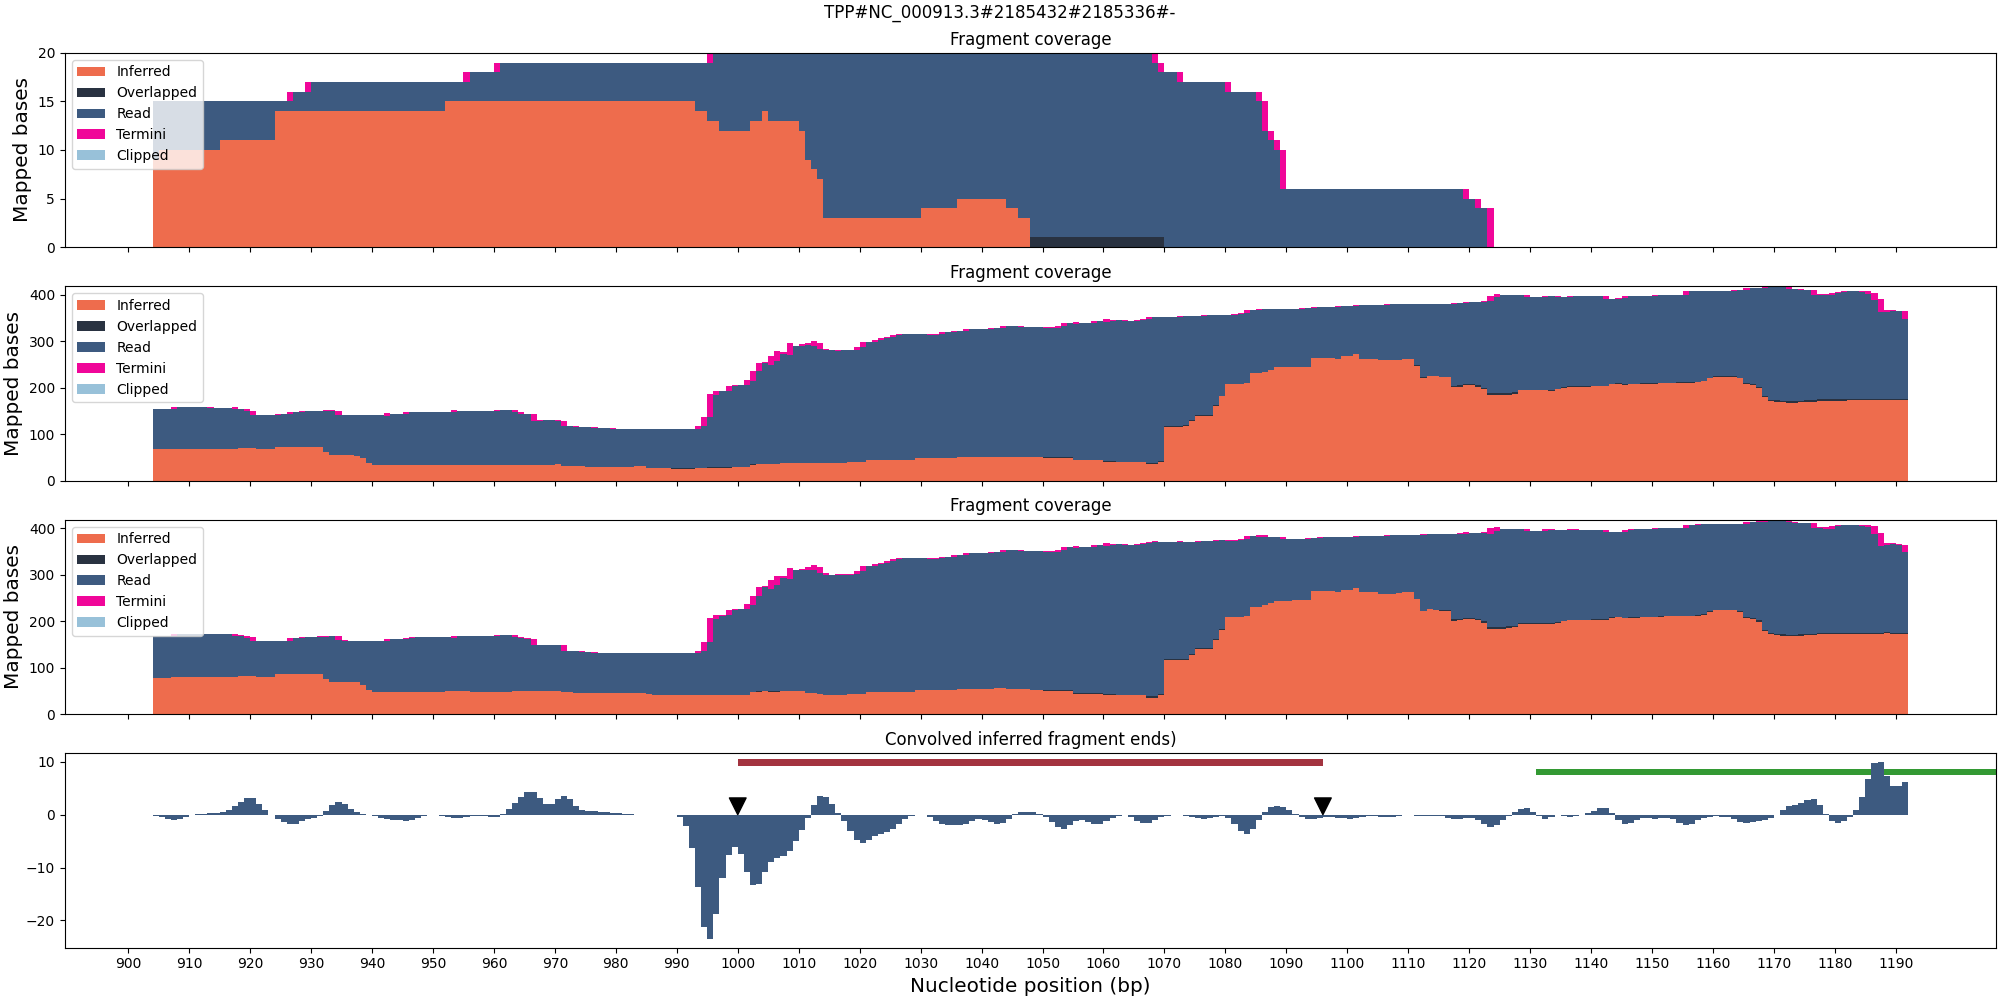 TPP#NC_000913.3#2185432#2185336#-
Fragment coverage
Mapped bases
20
15
10
5
0
Inferred
Overlapped
Read
Termini
Clipped
900 910 920 930 940 950 960 970 980 990 1000 1010 1020 1030 1040 1050 1060 1070 1080 1090 1100 1110 1120 1130 1140 1150 1160 1170 1180 1190
Fragment coverage
Mapped bases
400
300
200
100
0
Inferred
Overlapped
Read
Termini
Clipped
Fragment coverage
Mapped bases
400
300
200
100
0
Inferred
Overlapped
Read
Termini
Clipped
Convolved inferred fragment ends)
10
0
−10
−20
Nucleotide position (bp)